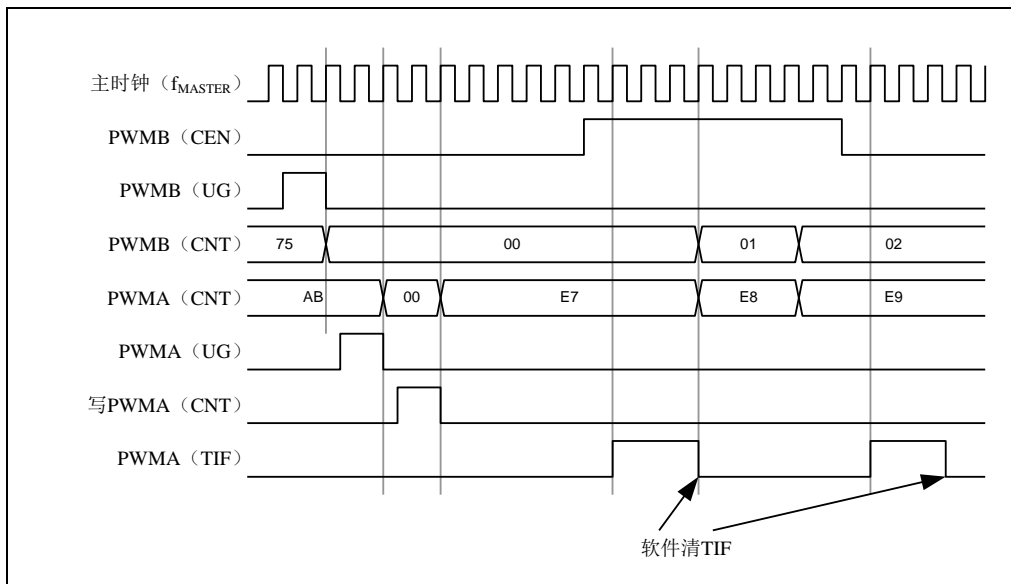 主时钟（fMASTER）
PWMB（CEN）
PWMB（UG）
PWMB（CNT） 75 00 01 02
PWMA（CNT） AB 00 E7 E8 E9
PWMA（UG）
写PWMA（CNT）
PWMA（TIF）
软件清TIF